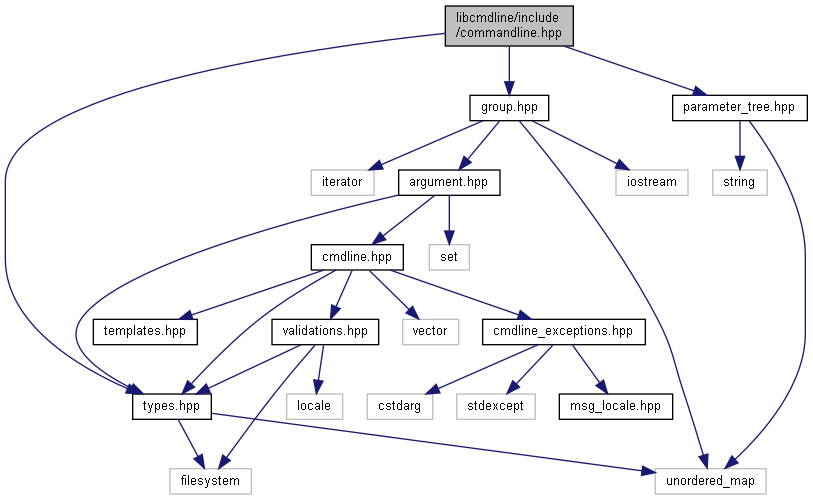 libcmdline/include
/commandline.hpp
group.hpp
parameter_tree.hpp
iterator
argument.hpp
iostream
string
cmdline.hpp
set
templates.hpp
validations.hpp
vector
cmdline_exceptions.hpp
types.hpp
locale
cstdarg
stdexcept
msg_locale.hpp
filesystem
unordered_map